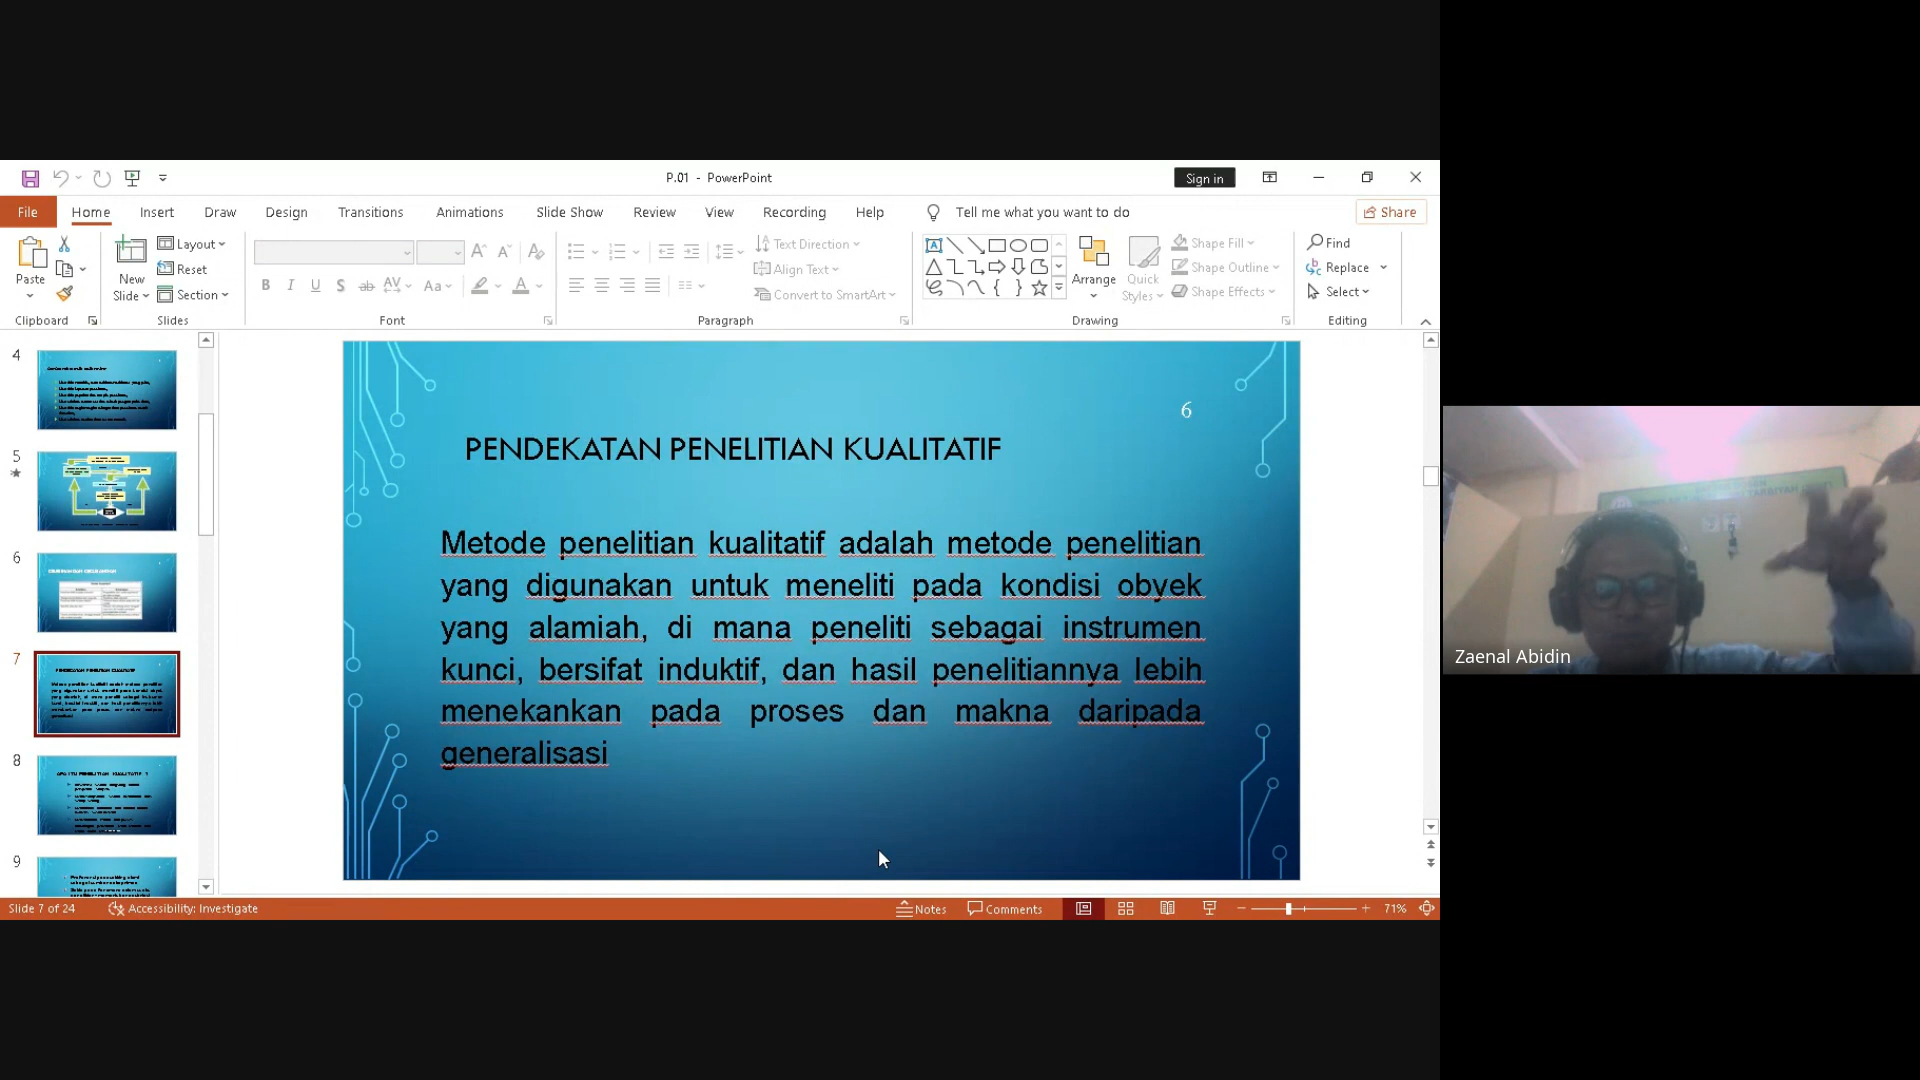 P.01 - PowerPoint
Sign in
File Home Insert Draw Design Transitions Animations Slide Show Review View Recording Help Tell me what you want to do Share
Paste
New Slide
Layout
Reset
Section
Text Direction
Align Text
Convert to SmartArt
Arrange
Quick Styles
Shape Fill
Shape Outline
Shape Effects
Find
Replace
Select
Clipboard Slides Font Paragraph Drawing Editing
4
5
6
7
8
9
6
PENDEKATAN PENELITIAN KUALITATIF
Metode penelitian kualitatif adalah metode penelitian
yang digunakan untuk meneliti pada kondisi obyek
yang alamiah, di mana peneliti sebagai instrumen
kunci, bersifat induktif, dan hasil penelitiannya lebih
menekankan pada proses dan makna daripada
generalisasi
Zaenal Abidin
Slide 7 of 24 Accessibility: Investigate Notes Comments 71%